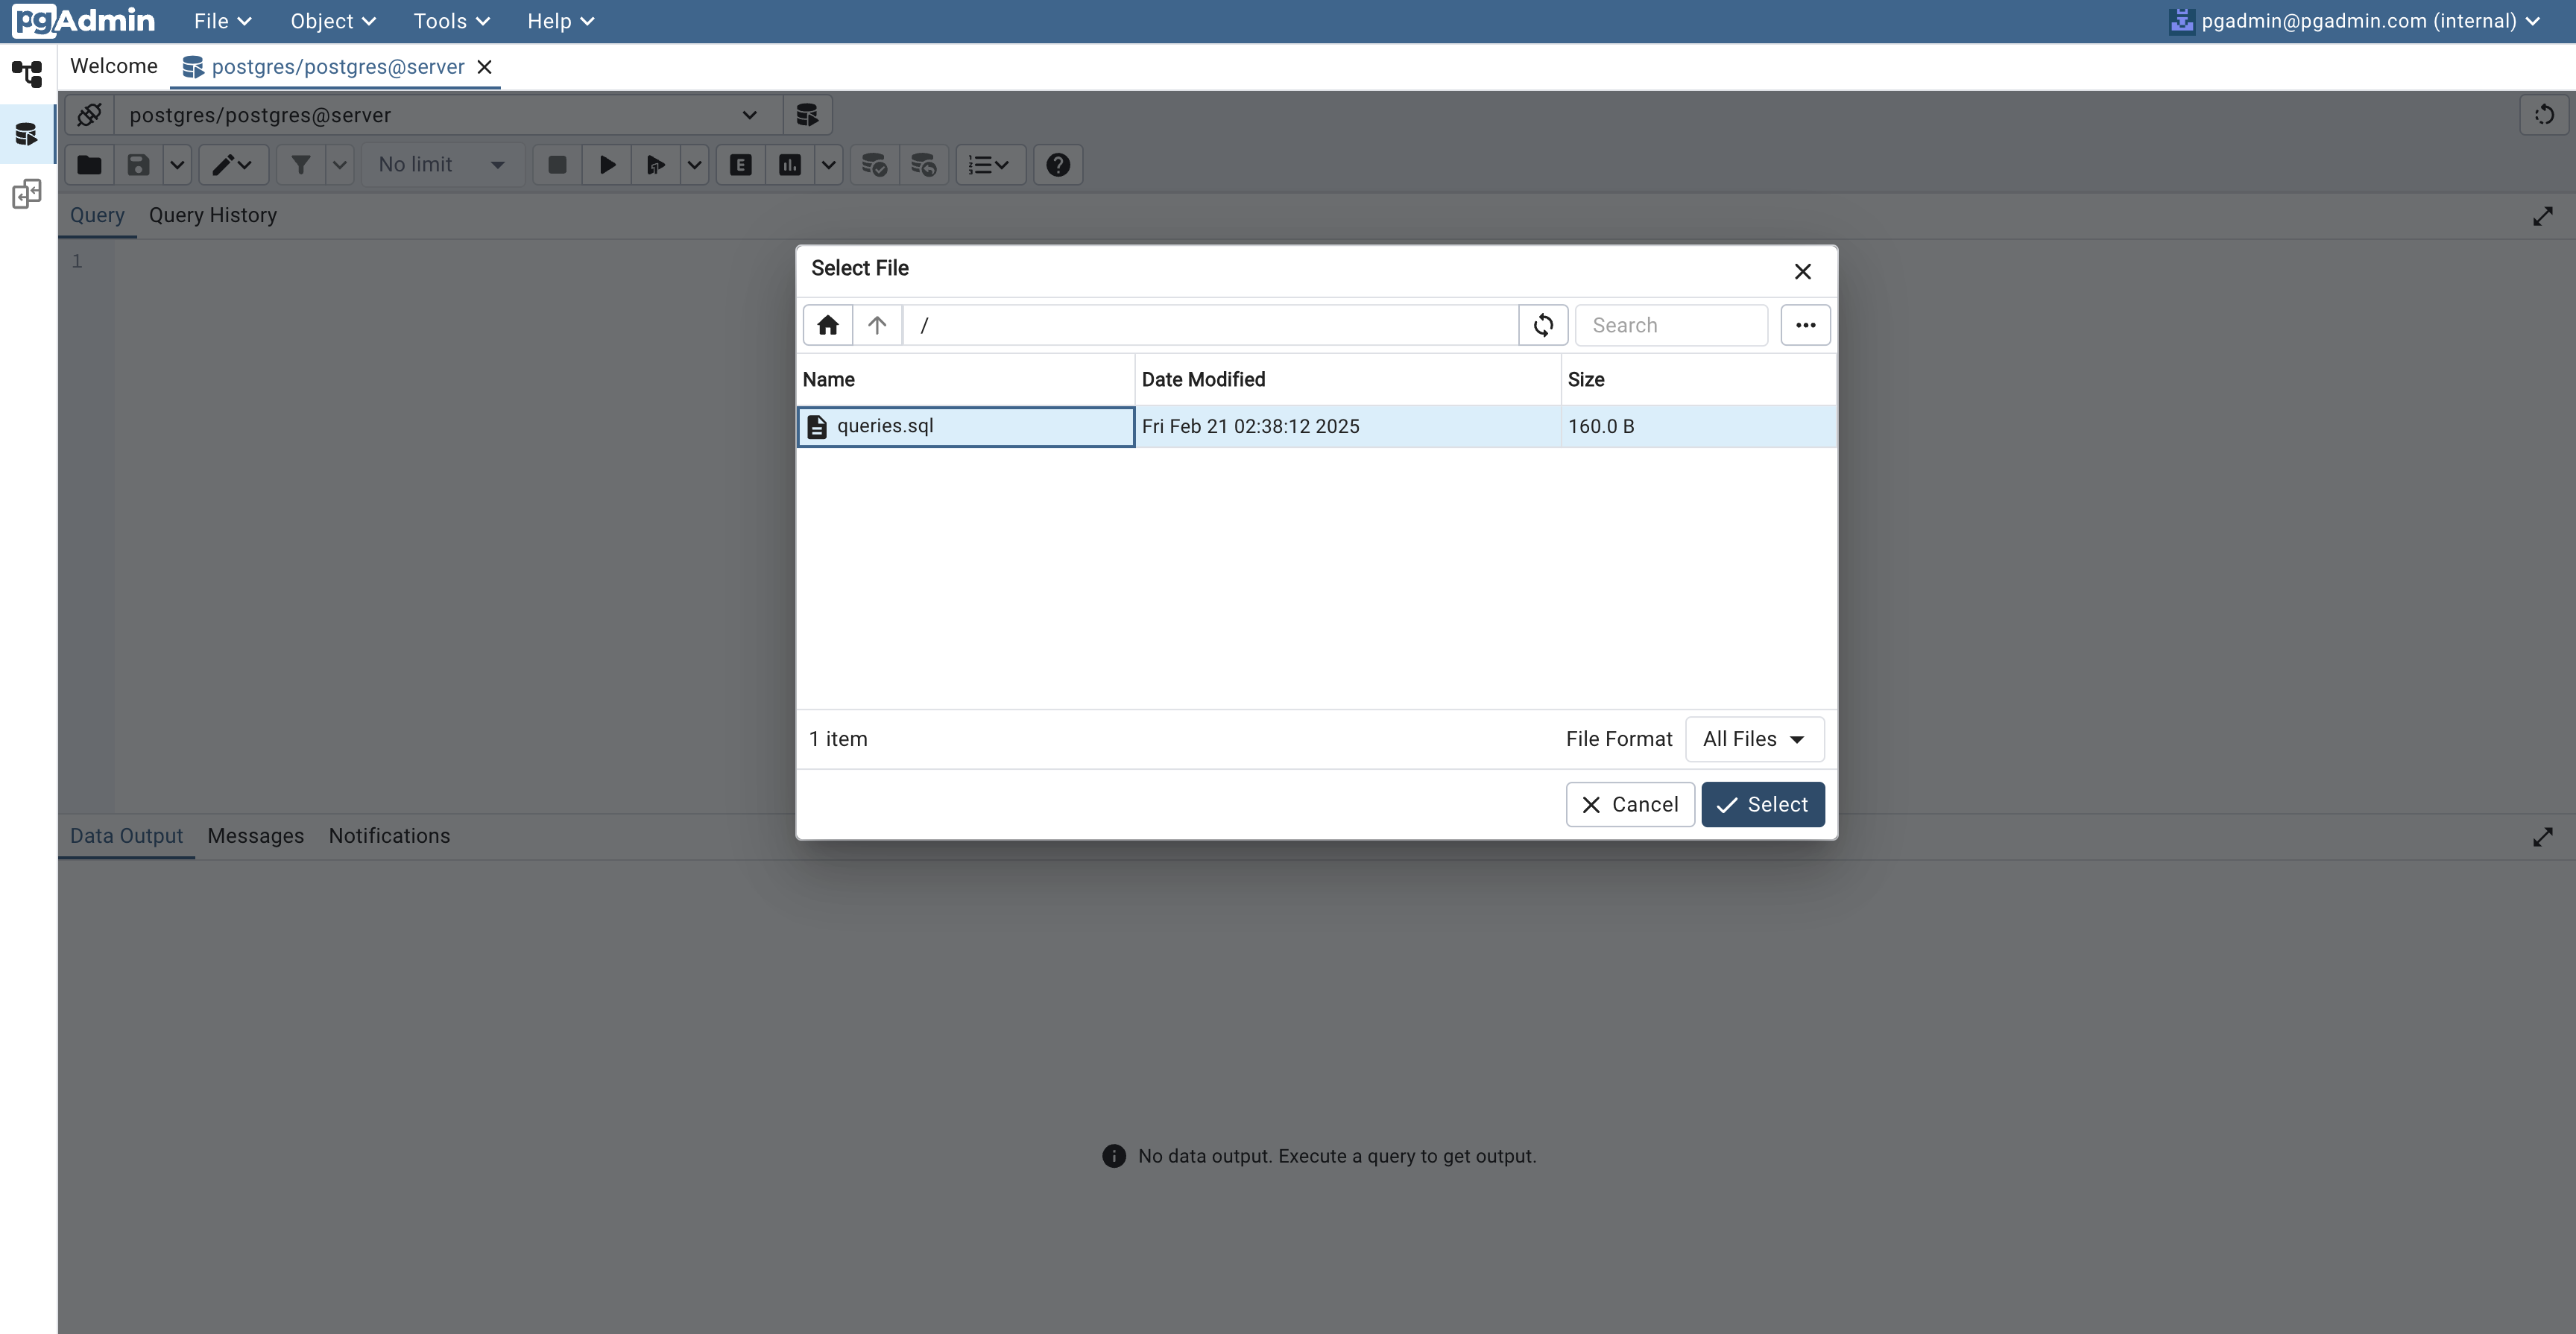 pgAdmin File Object Tools Help pgadmin@pgadmin.com (internal)
Welcome postgres/postgres@server
postgres/postgres@server
No limit E
Query Query History
1
Select File
/ Search
Name Date Modified Size
queries.sql Fri Feb 21 02:38:12 2025 160.0 B
1 item File Format All Files
Cancel Select
Data Output Messages Notifications
No data output. Execute a query to get output.